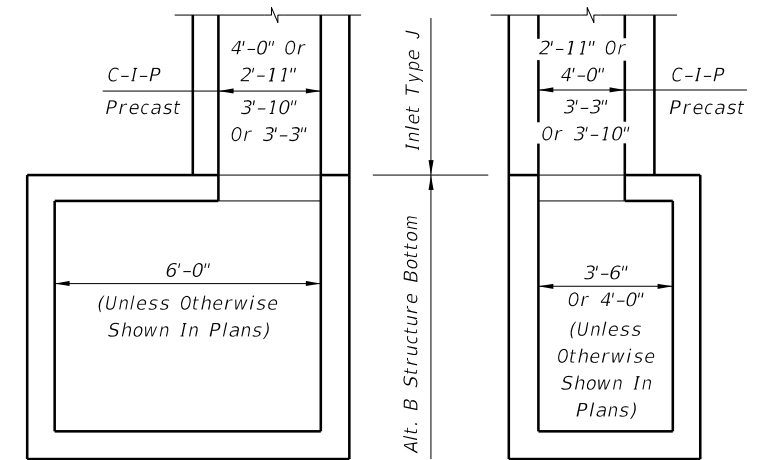 4'-0" Or
2'-11"
C-I-P
Precast
3'-10"
Or 3'-3"
6'-0"
(Unless Otherwise
Shown In Plans)
Inlet Type J
Alt. B Structure Bottom
2'-11" Or
4'-0"
C-I-P
Precast
3'-3"
Or 3'-10"
3'-6"
Or 4'-0"
(Unless
Otherwise
Shown In
Plans)